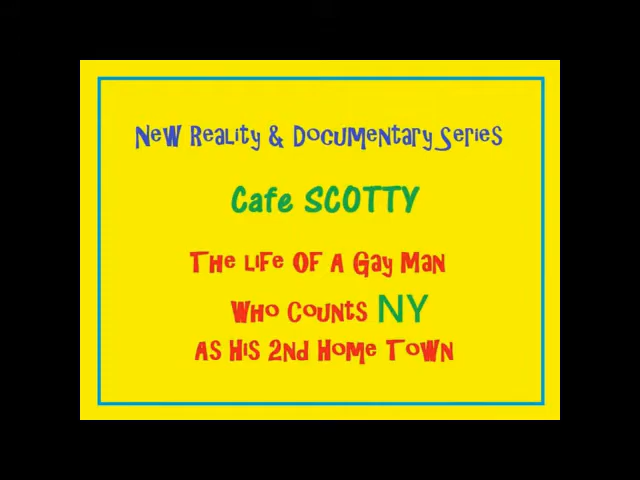 New Reality & Documentary Series
Cafe SCOTTY
The Life Of A Gay Man
Who Counts NY
As His 2nd Home Town